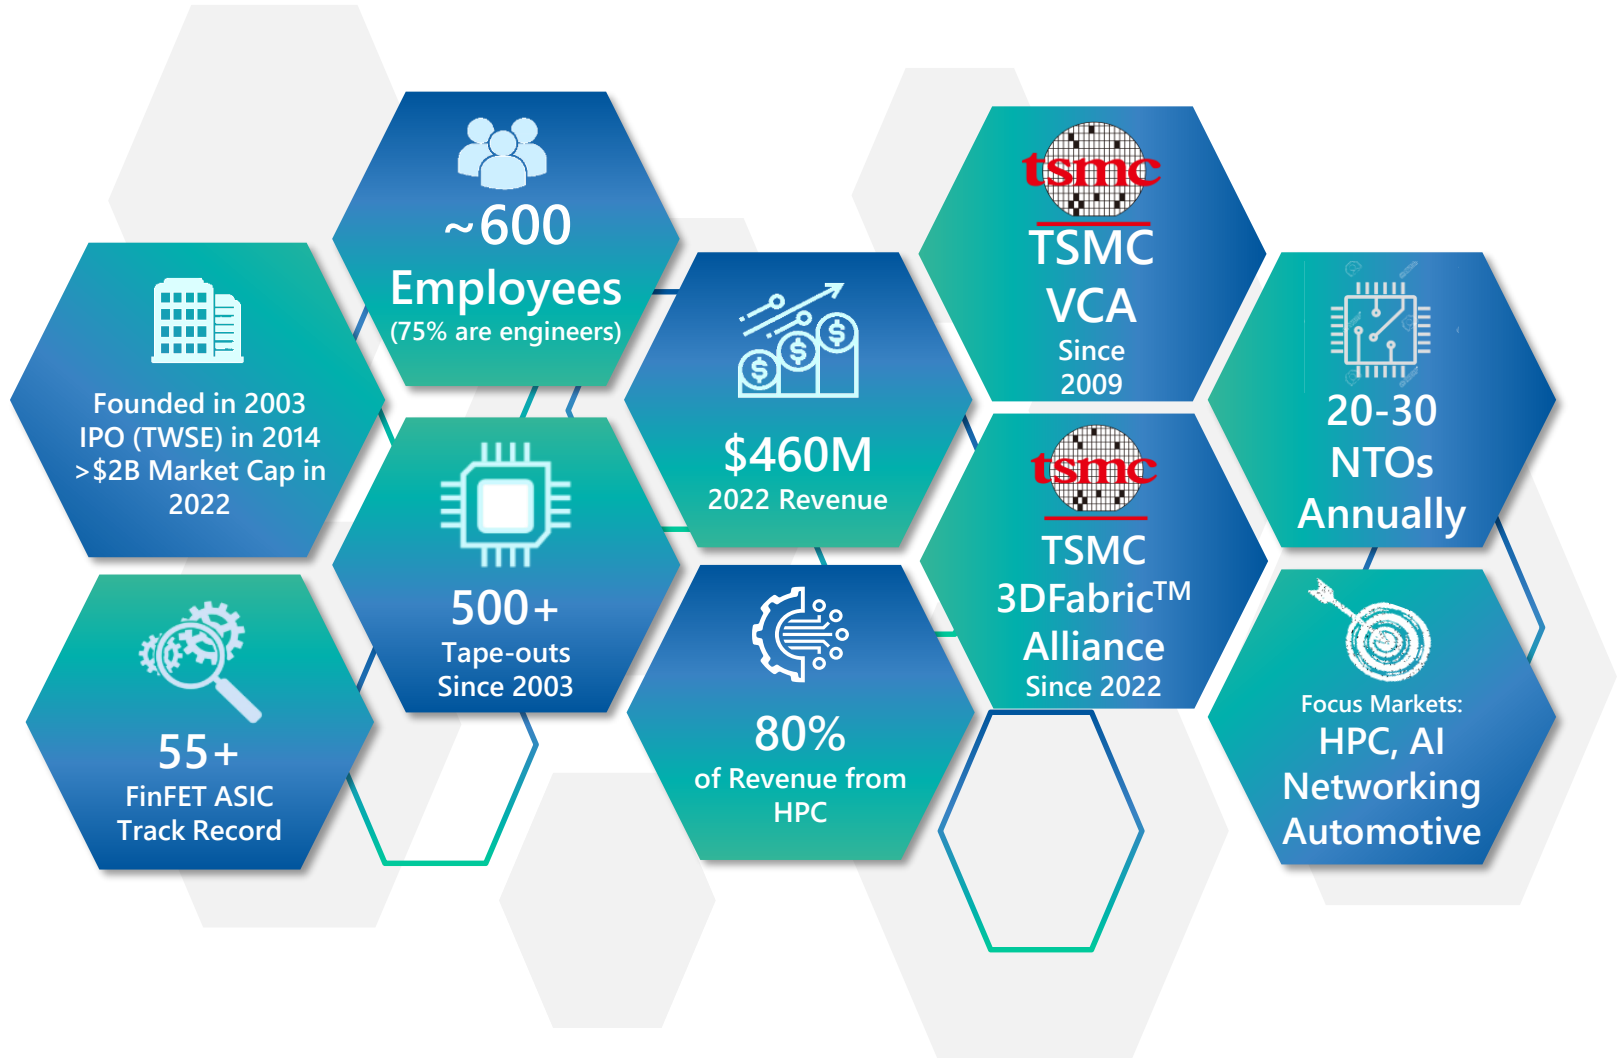 ~600
Employees
(75% are engineers)
tsmc
TSMC
VCA
Since
2009
Founded in 2003
IPO (TWSE) in 2014
>$2B Market Cap in
2022
$460M
2022 Revenue
20-30
NTOs
Annually
500+
Tape-outs
Since 2003
tsmc
TSMC
3DFabric™
Alliance
Since 2022
55+
FinFET ASIC
Track Record
80%
of Revenue from
HPC
Focus Markets:
HPC, AI
Networking
Automotive